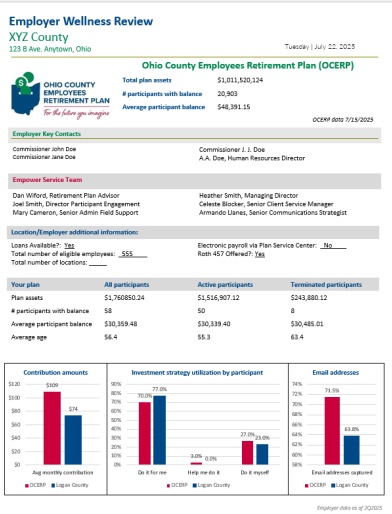 Employer Wellness Review
XYZ County
123 B Ave. Anytown, Ohio
Tuesday | July 22, 2025
Ohio County Employees Retirement Plan (OCERP)
OHIO COUNTY
EMPLOYEES
RETIREMENT PLAN
For the future you imagine
Total plan assets $1,011,520,124
# participants with balance 20,903
Average participant balance $48,391.15
OCERP data 7/15/2025
Employer Key Contacts
Commissioner John Doe Commissioner J. J. Doe
Commissioner Jane Doe A.A. Doe, Human Resources Director
Empower Service Team
Dan Wiford, Retirement Plan Advisor Heather Smith, Managing Director
Joel Smith, Director Participant Engagement Celeste Blocker, Senior Client Service Manager
Mary Cameron, Senior Admin Field Support Armando Llanes, Senior Communications Strategist
Location/Employer additional information:
Loans Available?: Yes Electronic payroll via Plan Service Center: No
Total number of eligible employees: 555 Roth 457 Offered?: Yes
Total number of locations:
Your plan All participants Active participants Terminated participants
Plan assets $1,760850.24 $1,516,907.12 $243,880.12
# participants with balance 58 50 8
Average participant balance $30,359.48 $30,339.40 $30,485.01
Average age 56.4 55.3 63.4
Contribution amounts
$120
$100
$80
$60
$40
$20
$0
$109
$74
Avg monthly contribution
OCERP Logan County
Investment strategy utilization by participant
90%
80%
70%
60%
50%
40%
30%
20%
10%
0%
70.0% 77.0%
3.0% 0.0%
27.0% 23.0%
Do it for me Help me do it Do it myself
OCERP Logan County
Email addresses
74%
72%
70%
68%
66%
64%
62%
60%
58%
71.5%
63.8%
Email addresses captured
OCERP Logan County
Employer data as of 2Q2025